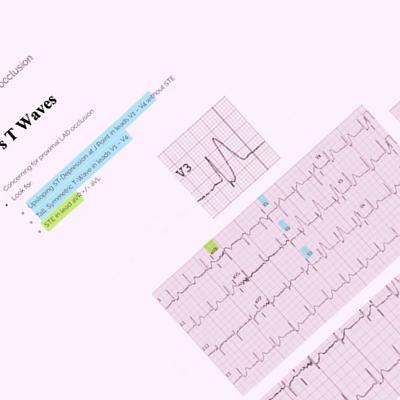 occlusion
s T Waves
Concerning for proximal LAD occlusion
Look for:
Upsloping ST Depression at J Point in leads V1 - V4 without STE
Tall, Symmetric T-Wave in leads V1 - V4
STE in lead aVR +/- aVL
V3